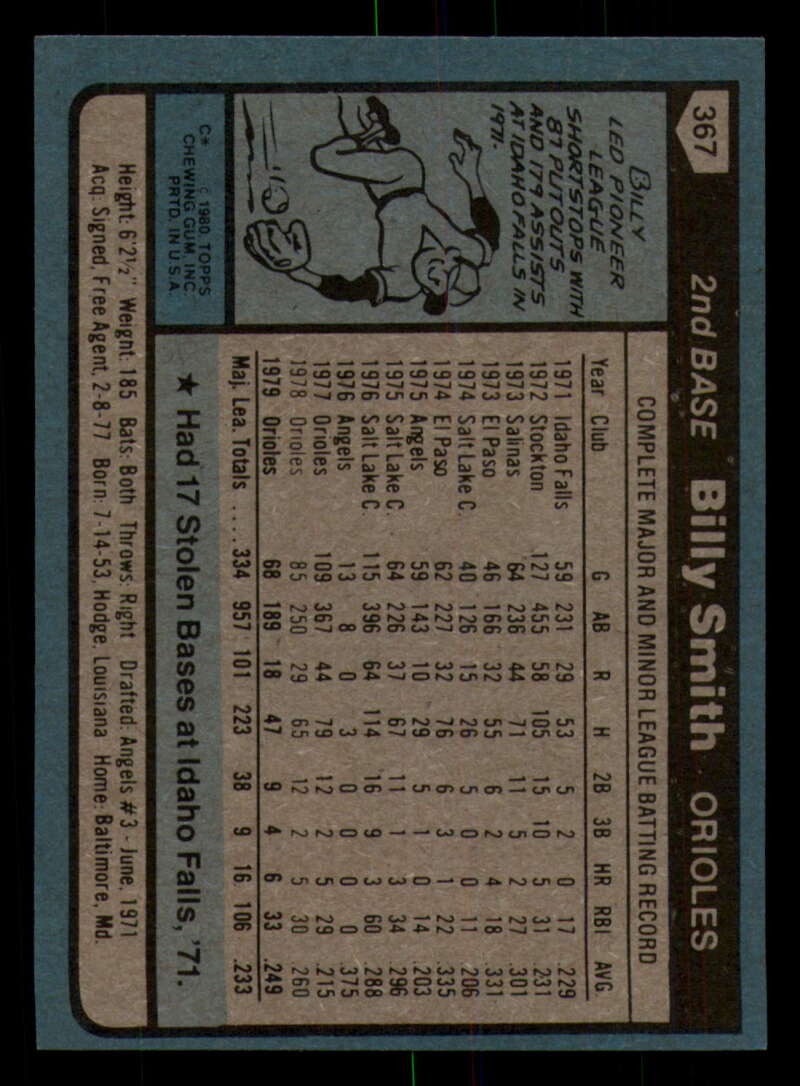 367
2nd BASE Billy Smith ORIOLES
BILLY
LED PIONEER
LEAGUE
SHORTSTOPS WITH
87 PUTOUTS
AND 179 ASSISTS
AT IDAHO FALLS IN
1971.
C* © 1980 TOPPS
CHEWING GUM, INC.
PRTD. IN U.S.A.
COMPLETE MAJOR AND MINOR LEAGUE BATTING RECORD
Year Club G AB R H 2B 3B HR RBI AVG.
1971 Idaho Falls 59 231 29 53 5 2 0 17 .229
1972 Stockton 127 455 58 105 15 10 5 31 .231
1973 Salinas 64 236 44 71 11 5 2 27 .301
1973 El Paso 46 166 32 55 6 2 4 18 .331
1974 Salt Lake C. 40 126 15 26 5 0 0 11 .206
1974 El Paso 62 227 32 76 6 3 1 22 .335
1975 Angels 59 143 10 29 5 1 0 14 .203
1975 Salt Lake C. 64 226 37 67 11 1 3 34 .296
1976 Salt Lake C. 115 396 64 114 16 9 3 60 .288
1976 Angels 13 8 0 3 0 0 0 0 .375
1977 Orioles 109 367 44 79 12 2 5 29 .215
1978 Orioles 85 250 29 65 12 2 5 30 .260
1979 Orioles 68 189 18 47 9 4 6 33 .249
Maj. Lea. Totals .... 334 957 101 223 38 9 16 106 .233
★ Had 17 Stolen Bases at Idaho Falls, '71.
Height: 6'2½" Weight: 185 Bats: Both Throws: Right Drafted: Angels #3 - June, 1971
Acq: Signed, Free Agent, 2-8-77 Born: 7-14-53, Hodge, Louisiana Home: Baltimore, Md.